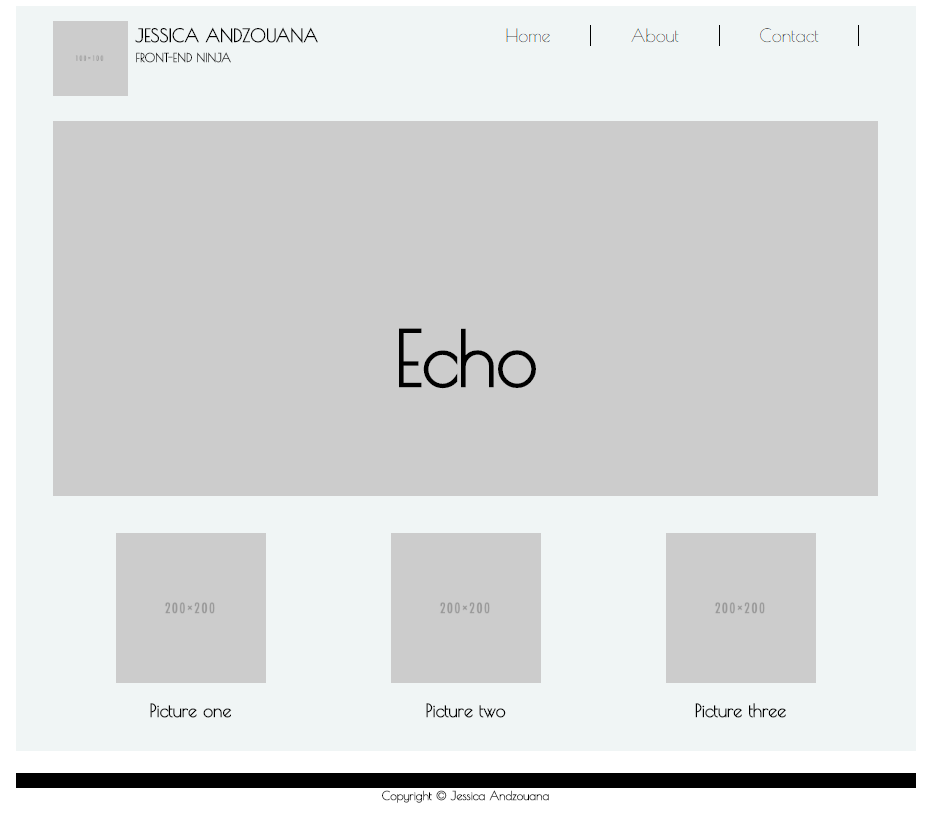 100×100
JESSICA ANDZOUANA
FRONT-END NINJA
Home
About
Contact
Echo
200×200
200×200
200×200
Picture one
Picture two
Picture three
Copyright © Jessica Andzouana